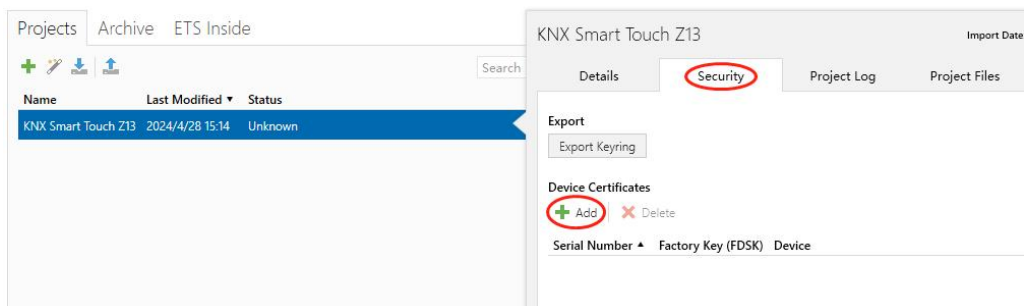 Projects Archive ETS Inside
Search
Name Last Modified ▼ Status
KNX Smart Touch Z13 2024/4/28 15:14 Unknown
KNX Smart Touch Z13 Import Date
Details Security Project Log Project Files
Export
Export Keyring
Device Certificates
Add Delete
Serial Number ▲ Factory Key (FDSK) Device